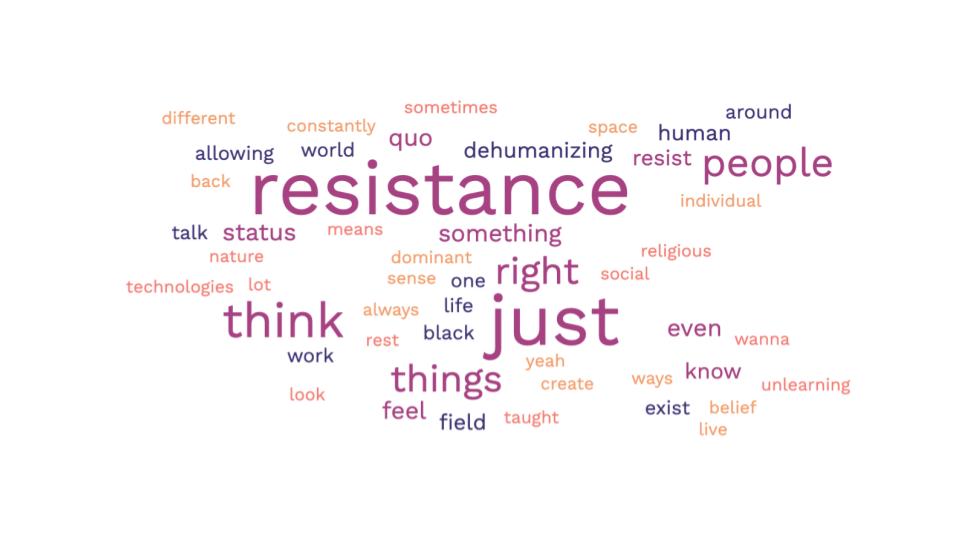 sometimes
different
constantly
space
around
human
quo
allowing
world
dehumanizing
resist
people
back
resistance
individual
talk
status
means
something
religious
nature
dominant
right
social
sense
one
technologies
lot
always
life
think
just
even
rest
black
wanna
work
yeah
things
create
ways
know
unlearning
look
feel
field
taught
exist
belief
live